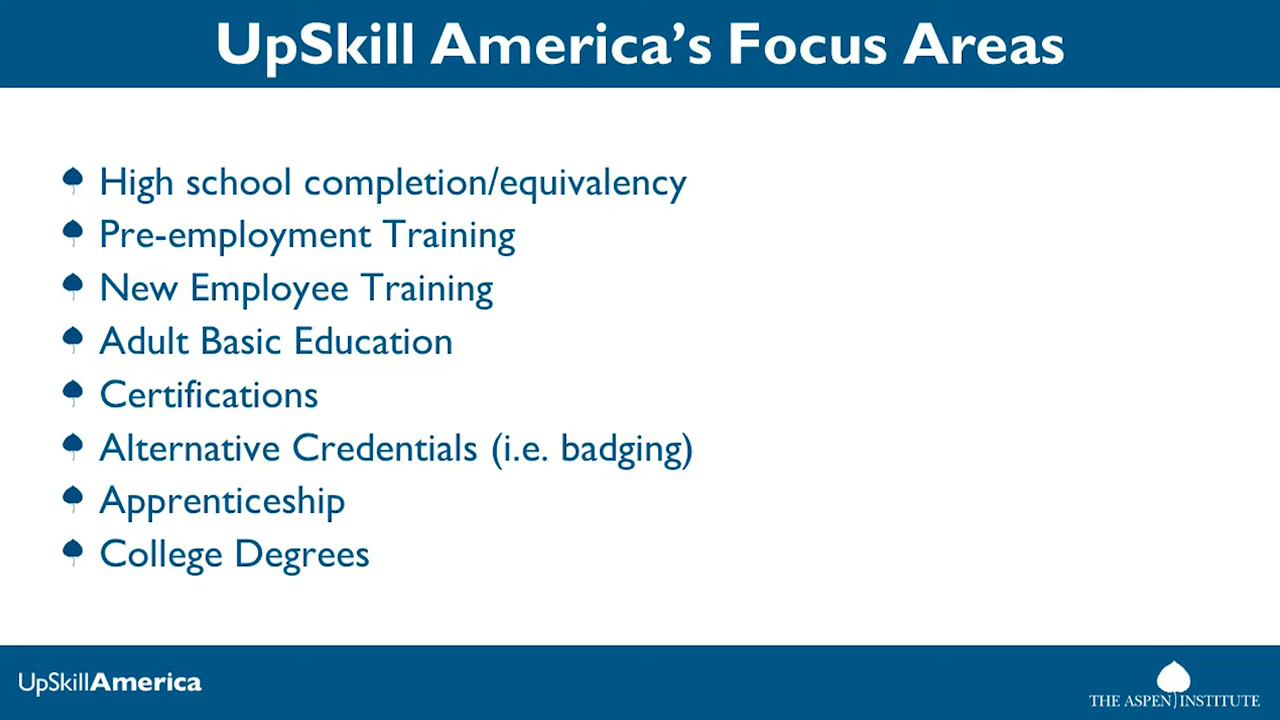 UpSkill America’s Focus Areas
High school completion/equivalency
Pre-employment Training
New Employee Training
Adult Basic Education
Certifications
Alternative Credentials (i.e. badging)
Apprenticeship
College Degrees
UpSkillAmerica
THE ASPEN INSTITUTE